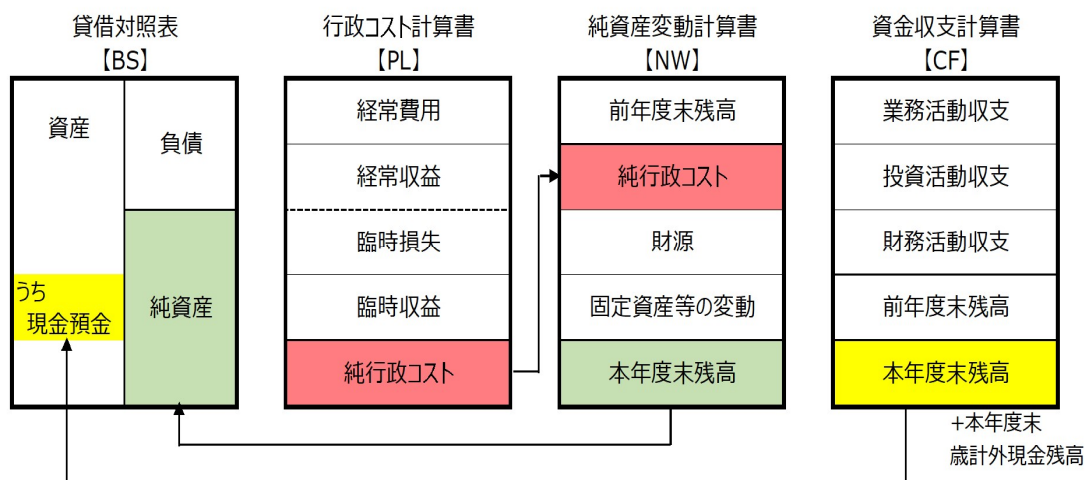 貸借対照表
【BS】
資産
負債
うち
現金預金
純資産
行政コスト計算書
【PL】
経常費用
経常収益
臨時損失
臨時収益
純行政コスト
純資産変動計算書
【NW】
前年度末残高
純行政コスト
財源
固定資産等の変動
本年度末残高
資金収支計算書
【CF】
業務活動収支
投資活動収支
財務活動収支
前年度末残高
本年度末残高
+本年度末
歳計外現金残高